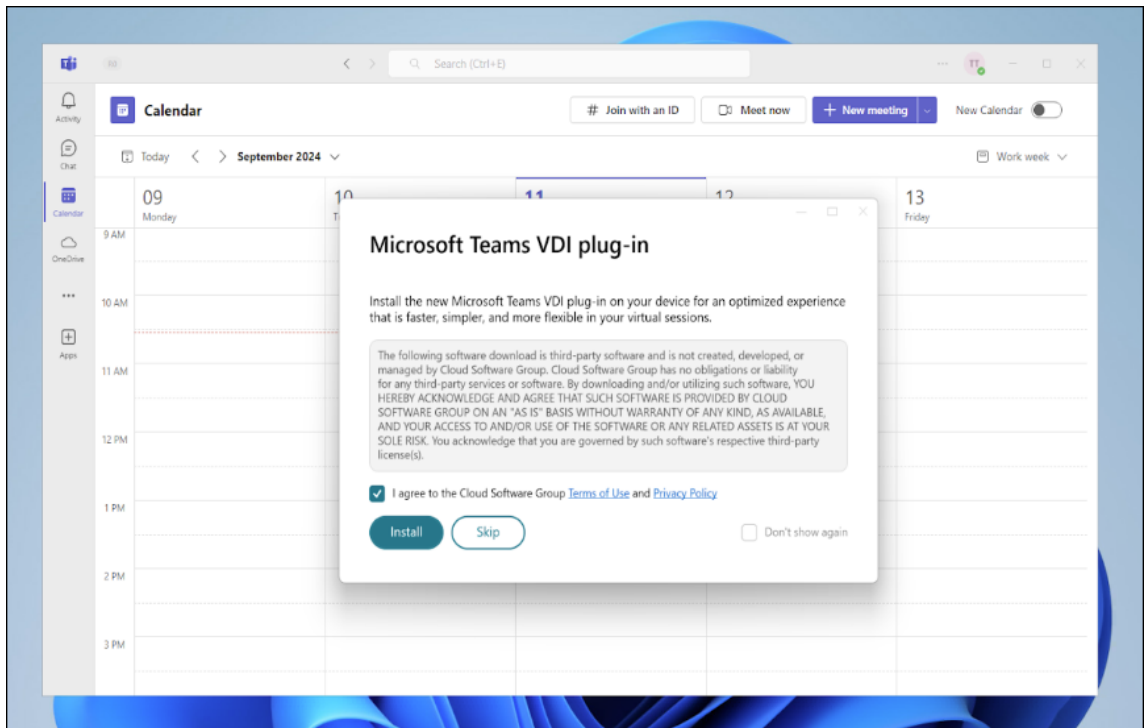 Search (Ctrl+E)
TT
Activity
Chat
Calendar
OneDrive
Apps
Calendar
# Join with an ID
Meet now
+ New meeting
New Calendar
Today
September 2024
Work week
09
Monday
10
11
12
13
Friday
9 AM
10 AM
11 AM
12 PM
1 PM
2 PM
3 PM
Microsoft Teams VDI plug-in
Install the new Microsoft Teams VDI plug-in on your device for an optimized experience
that is faster, simpler, and more flexible in your virtual sessions.
The following software download is third-party software and is not created, developed, or
managed by Cloud Software Group. Cloud Software Group has no obligations or liability
for any third-party services or software. By downloading and/or utilizing such software, YOU
HEREBY ACKNOWLEDGE AND AGREE THAT SUCH SOFTWARE IS PROVIDED BY CLOUD
SOFTWARE GROUP ON AN "AS IS" BASIS WITHOUT WARRANTY OF ANY KIND, AS AVAILABLE,
AND YOUR ACCESS TO AND/OR USE OF THE SOFTWARE OR ANY RELATED ASSETS IS AT YOUR
SOLE RISK. You acknowledge that you are governed by such software's respective third-party
license(s).
I agree to the Cloud Software Group Terms of Use and Privacy Policy
Install
Skip
Don't show again